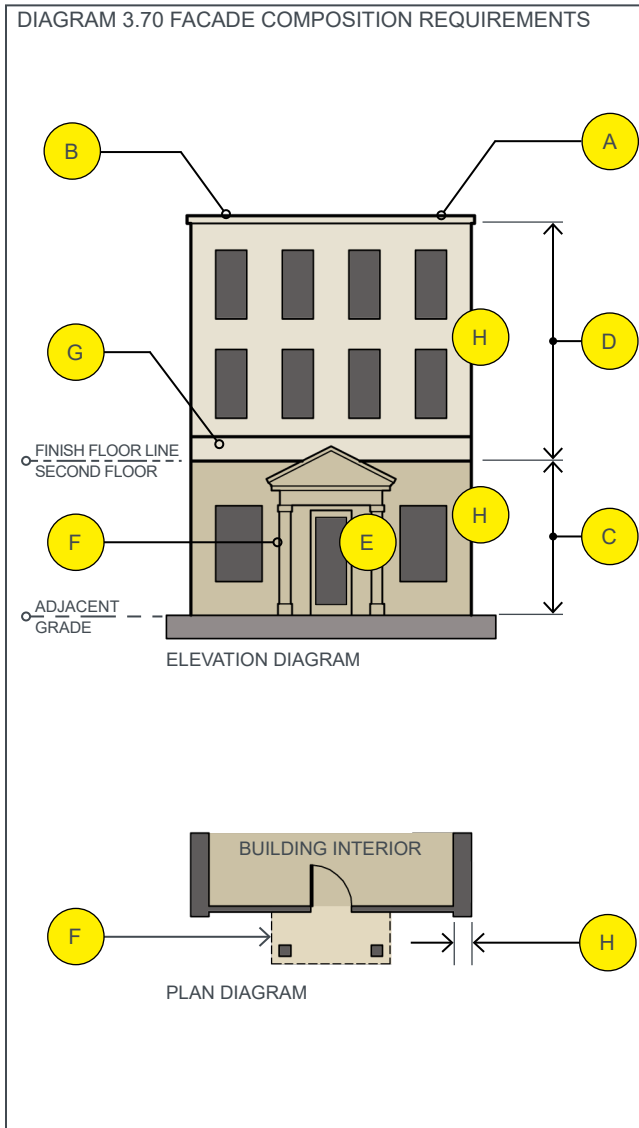 DIAGRAM 3.70 FACADE COMPOSITION REQUIREMENTS
B
A
G
H
D
FINISH FLOOR LINE
SECOND FLOOR
H
F
E
C
ADJACENT
GRADE
ELEVATION DIAGRAM
BUILDING INTERIOR
F
H
PLAN DIAGRAM